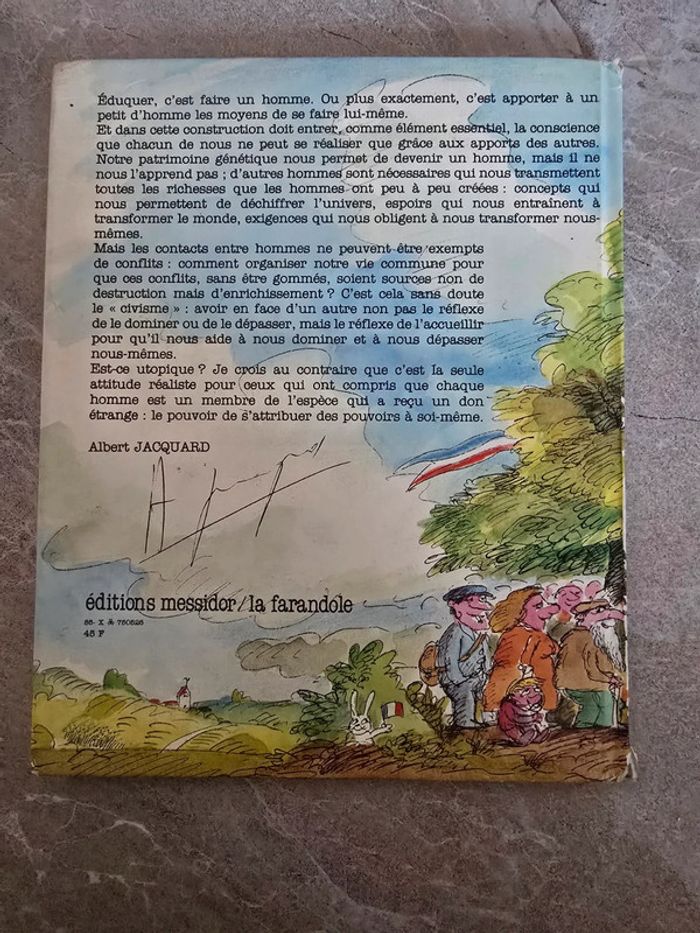 Éduquer, c'est faire un homme. Ou plus exactement, c'est apporter à un
petit d'homme les moyens de se faire lui-même.
Et dans cette construction doit entrer, comme élément essentiel, la conscience
que chacun de nous ne peut se réaliser que grâce aux apports des autres.
Notre patrimoine génétique nous permet de devenir un homme, mais il ne
nous l'apprend pas ; d'autres hommes sont nécessaires qui nous transmettent
toutes les richesses que les hommes ont peu à peu créées : concepts qui
nous permettent de déchiffrer l'univers, espoirs qui nous entraînent à
transformer le monde, exigences qui nous obligent à nous transformer nous-
mêmes.
Mais les contacts entre hommes ne peuvent être exempts
de conflits : comment organiser notre vie commune pour
que ces conflits, sans être gommés, soient sources non de
destruction mais d'enrichissement ? C'est cela sans doute
le « civisme » : avoir en face d'un autre non pas le réflexe
de le dominer ou de le dépasser, mais le réflexe de l'accueillir
pour qu'il nous aide à nous dominer et à nous dépasser
nous-mêmes.
Est-ce utopique ? Je crois au contraire que c'est la seule
attitude réaliste pour ceux qui ont compris que chaque
homme est un membre de l'espèce qui a reçu un don
étrange : le pouvoir de s'attribuer des pouvoirs à soi-même.
Albert JACQUARD
éditions messidor/la farandole
45 F